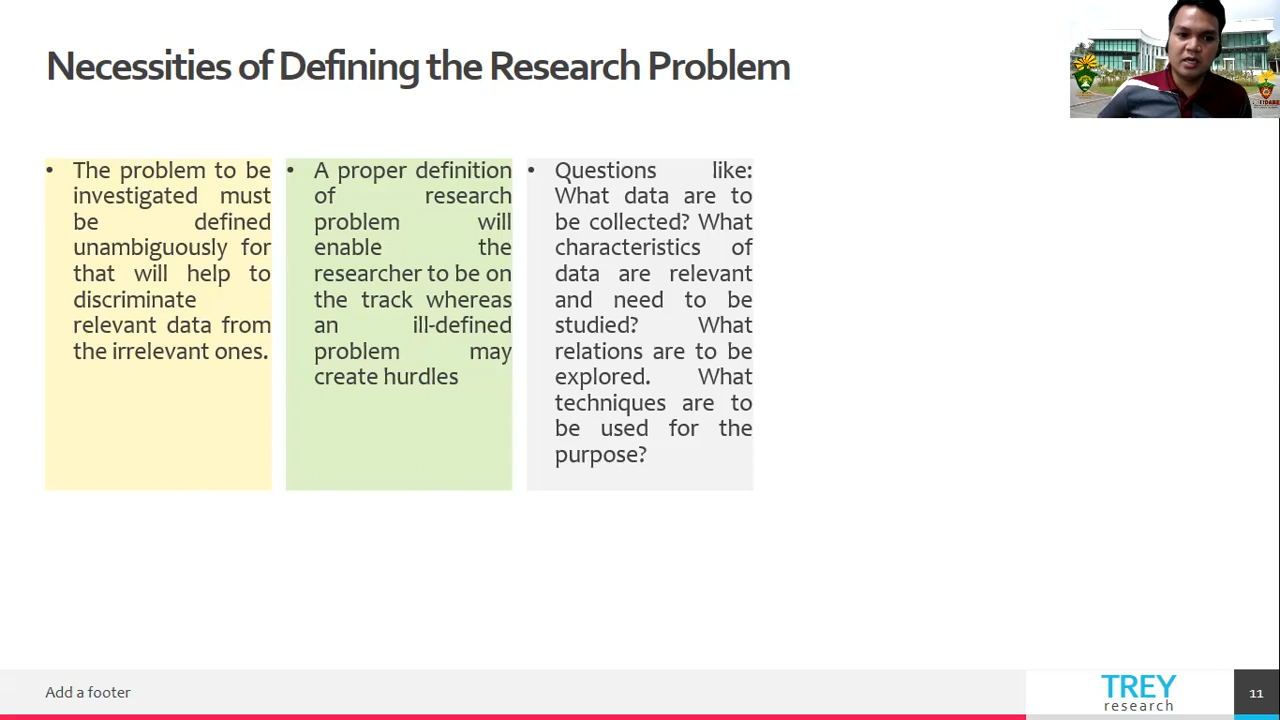 Necessities of Defining the Research Problem
• The problem to be
investigated must
be defined
unambiguously for
that will help to
discriminate
relevant data from
the irrelevant ones.
• A proper definition
of research
problem will
enable the
researcher to be on
the track whereas
an ill-defined
problem may
create hurdles
• Questions like:
What data are to
be collected? What
characteristics of
data are relevant
and need to be
studied? What
relations are to be
explored. What
techniques are to
be used for the
purpose?
Add a footer
TREY
research
11